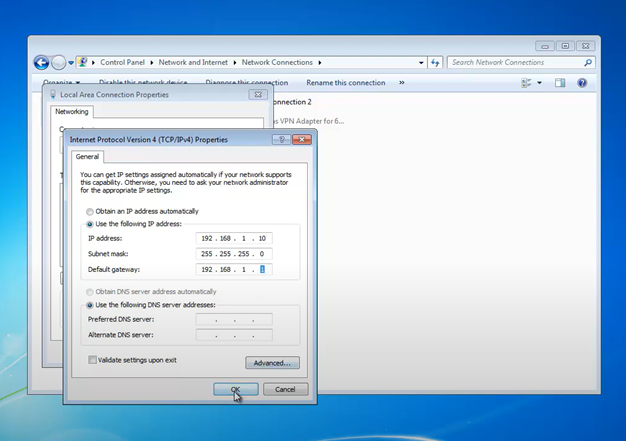 Control Panel ▸ Network and Internet ▸ Network Connections ▸
Search Network Connections
Organize
Disable this network device
Diagnose this connection
Rename this connection
»
Local Area Connection Properties
onnection 2
Networking
s VPN Adapter for 6...
Internet Protocol Version 4 (TCP/IPv4) Properties
General
You can get IP settings assigned automatically if your network supports
this capability. Otherwise, you need to ask your network administrator
for the appropriate IP settings.
Obtain an IP address automatically
Use the following IP address:
IP address: 192 . 168 . 1 . 10
Subnet mask: 255 . 255 . 255 . 0
Default gateway: 192 . 168 . 1 . 1
Obtain DNS server address automatically
Use the following DNS server addresses:
Preferred DNS server: . . .
Alternate DNS server: . . .
Validate settings upon exit
Advanced...
OK
Cancel